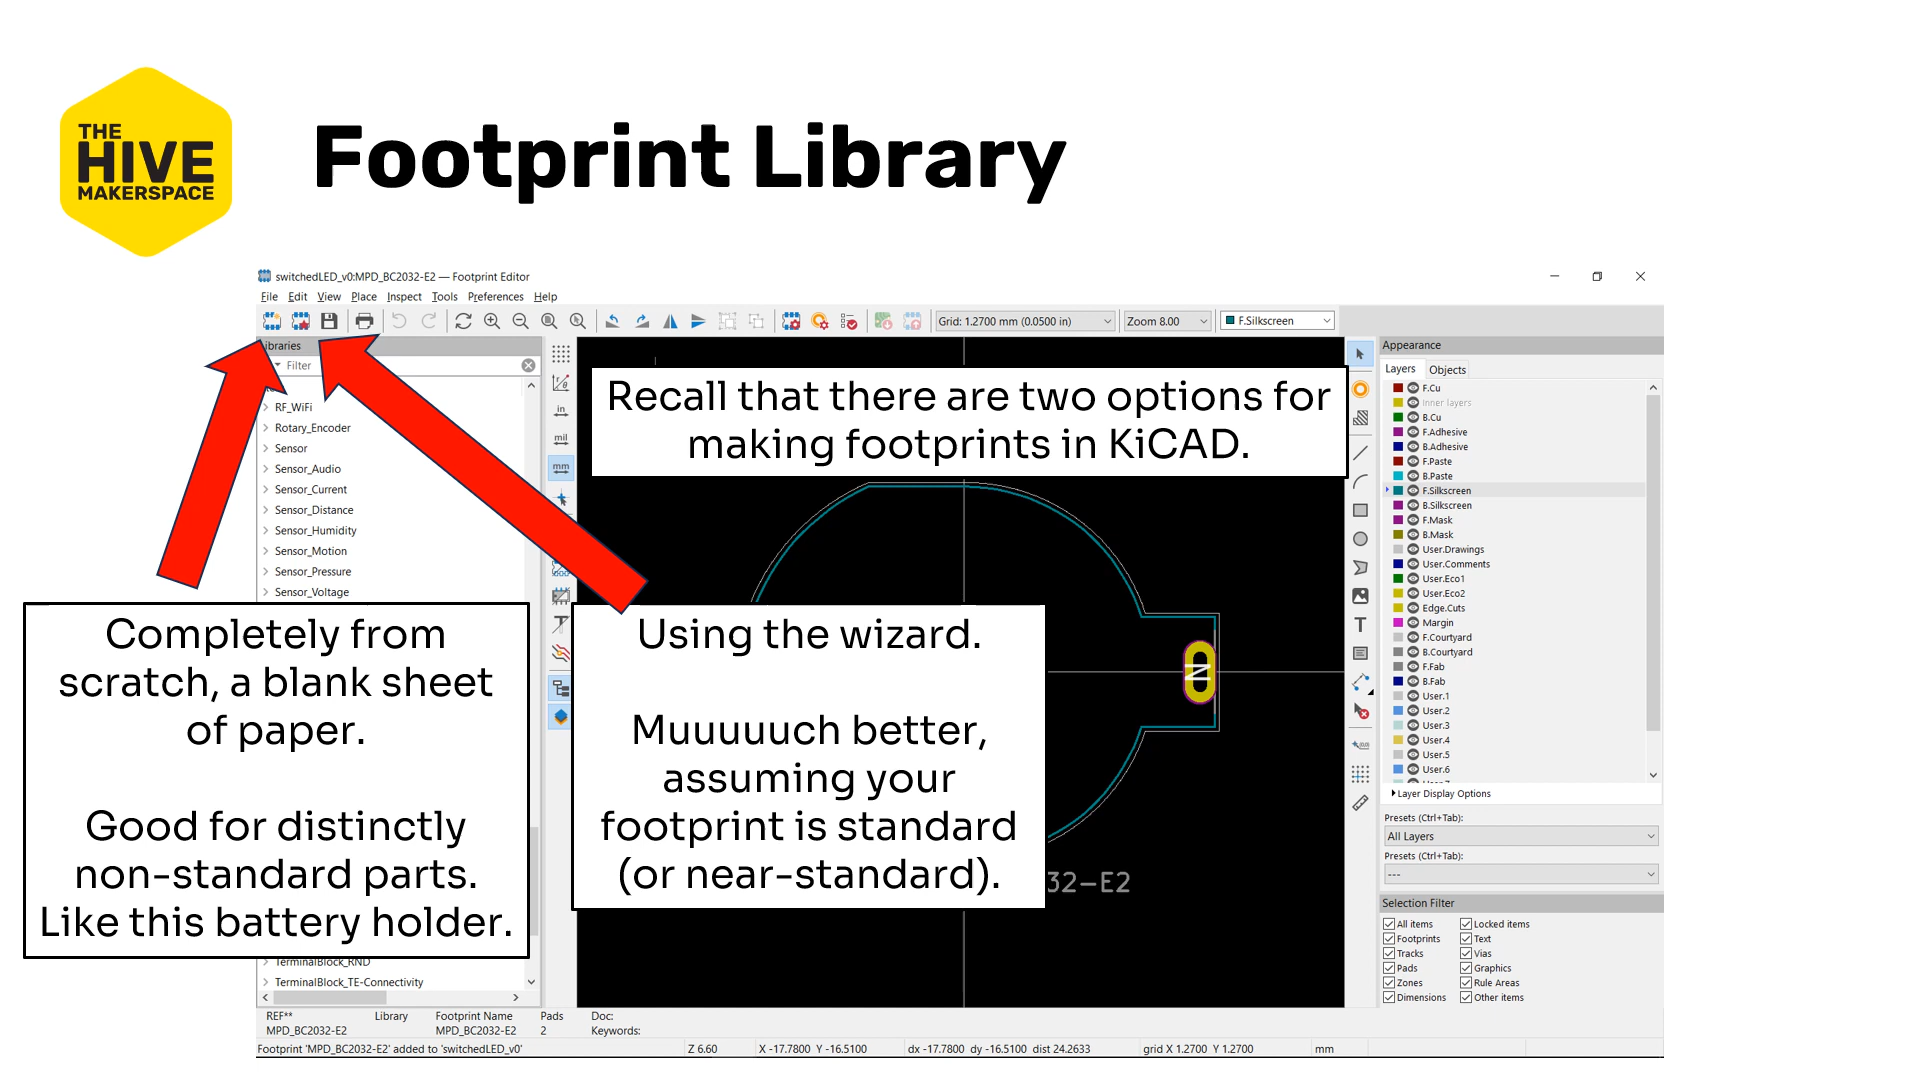 THE
HIVE
MAKERSPACE
Footprint Library
switchedLED_v0:MPD_BC2032-E2 — Footprint Editor
File Edit View Place Inspect Tools Preferences Help
Grid: 1.2700 mm (0.0500 in)
Zoom 8.00
F.Silkscreen
ibraries
Filter
RF_WiFi
Rotary_Encoder
Sensor
Sensor_Audio
Sensor_Current
Sensor_Distance
Sensor_Humidity
Sensor_Motion
Sensor_Pressure
Sensor_Voltage
TerminalBlock_RND
TerminalBlock_TE-Connectivity
in
mil
mm
Recall that there are two options for
making footprints in KiCAD.
Completely from
scratch, a blank sheet
of paper.
Good for distinctly
non-standard parts.
Like this battery holder.
Using the wizard.
Muuuuuch better,
assuming your
footprint is standard
(or near-standard).
N
32-E2
T
Appearance
Layers Objects
F.Cu
Inner layers
B.Cu
F.Adhesive
B.Adhesive
F.Paste
B.Paste
F.Silkscreen
B.Silkscreen
F.Mask
B.Mask
User.Drawings
User.Comments
User.Eco1
User.Eco2
Edge.Cuts
Margin
F.Courtyard
B.Courtyard
F.Fab
B.Fab
User.1
User.2
User.3
User.4
User.5
User.6
Layer Display Options
Presets (Ctrl+Tab):
All Layers
Presets (Ctrl+Tab):
---
Selection Filter
All items Locked items
Footprints Text
Tracks Vias
Pads Graphics
Zones Rule Areas
Dimensions Other items
REF** Library Footprint Name Pads Doc:
MPD_BC2032-E2 MPD_BC2032-E2 2 Keywords:
Footprint 'MPD_BC2032-E2' added to 'switchedLED_v0' Z 6.60 X -17.7800 Y -16.5100 dx -17.7800 dy -16.5100 dist 24.2633 grid X 1.2700 Y 1.2700 mm